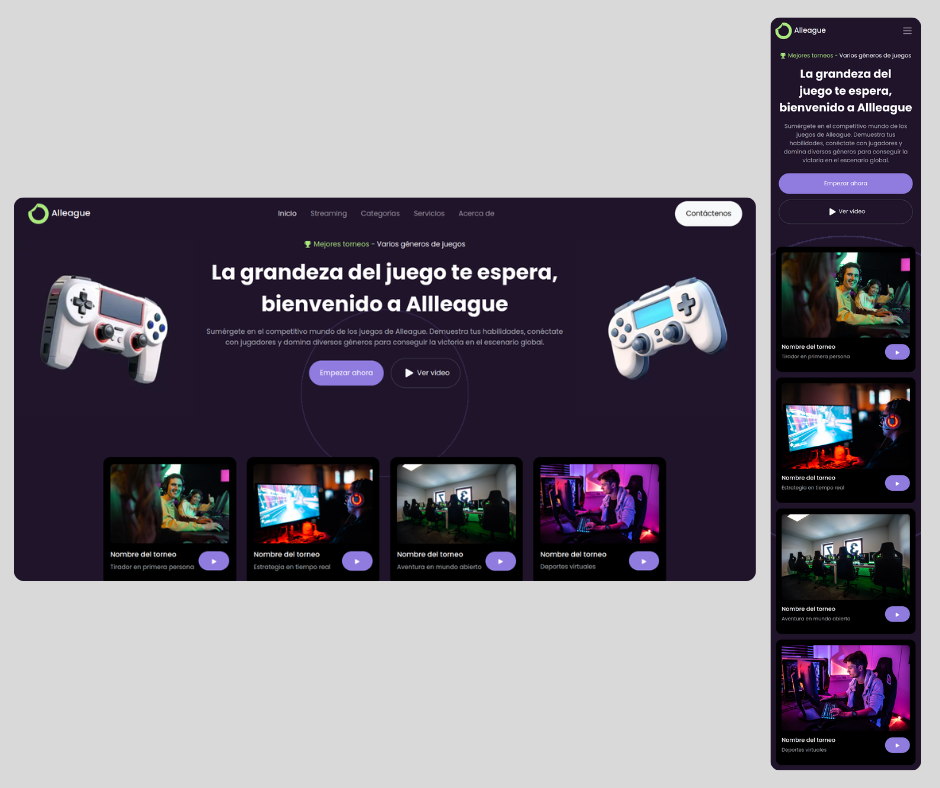 Alleague
Inicio Streaming Categorías Servicios Acerca de
Contáctenos
Mejores torneos - Varios géneros de juegos
La grandeza del juego te espera,
bienvenido a Allleague
Sumérgete en el competitivo mundo de los juegos de Alleague. Demuestra tus habilidades, conéctate
con jugadores y domina diversos géneros para conseguir la victoria en el escenario global.
Empezar ahora
Ver video
Nombre del torneo
Tirador en primera persona
Nombre del torneo
Estrategia en tiempo real
Nombre del torneo
Aventura en mundo abierto
Nombre del torneo
Deportes virtuales
Alleague
Mejores torneos - Varios géneros de juegos
La grandeza del
juego te espera,
bienvenido a Allleague
Sumérgete en el competitivo mundo de los
juegos de Alleague. Demuestra tus
habilidades, conéctate con jugadores y
domina diversos géneros para conseguir la
victoria en el escenario global.
Empezar ahora
Ver video
Nombre del torneo
Tirador en primera persona
Nombre del torneo
Estrategia en tiempo real
Nombre del torneo
Aventura en mundo abierto
Nombre del torneo
Deportes virtuales